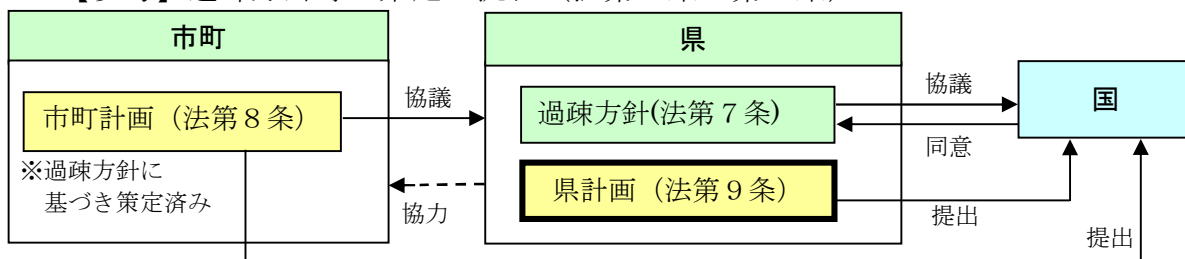 市町
県
国
市町計画（法第８条）
※過疎方針に
基づき策定済み
協議
協力
過疎方針(法第７条)
県計画（法第９条）
協議
同意
提出
提出